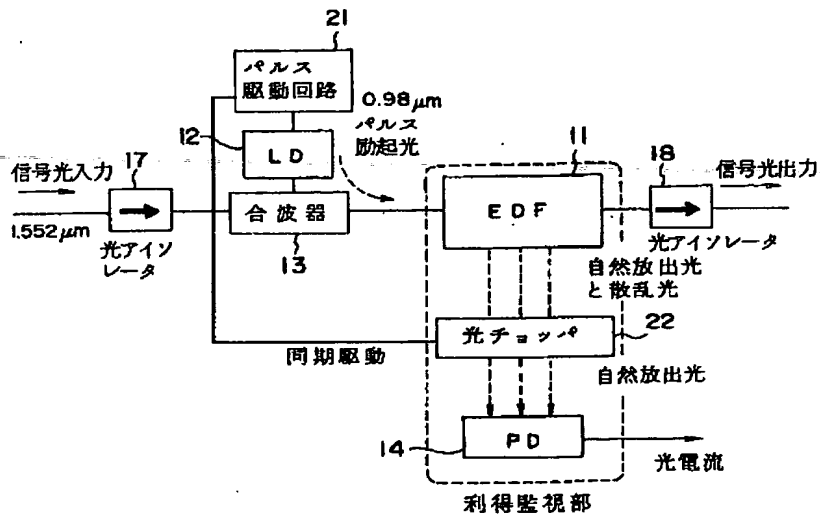 21
パルス
駆動回路
0.98μm
パルス
励起光
12
LD
11
17
18
信号光入力
信号光出力
合波器
EDF
1.552μm
光アイソ
レータ
13
光アイソレータ
自然放出光
と散乱光
光チョッパ
22
同期駆動
自然放出光
14
PD
光電流
利得監視部